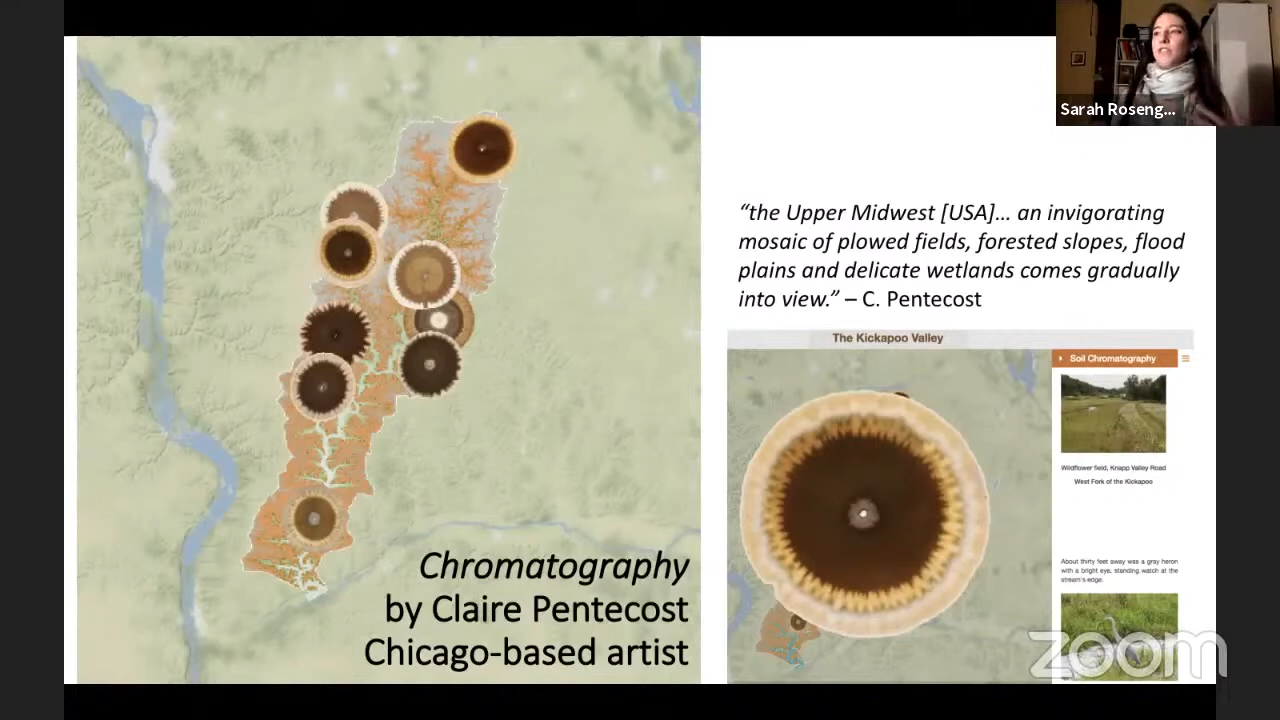 Sarah Roseng...
“the Upper Midwest [USA]... an invigorating
mosaic of plowed fields, forested slopes, flood
plains and delicate wetlands comes gradually
into view.” – C. Pentecost
Chromatography
by Claire Pentecost
Chicago-based artist
The Kickapoo Valley
Soil Chromatography
Wildflower field, Knapp Valley Road
West Fork of the Kickapoo
About thirty feet away was a gray heron
with a bright eye, standing watch at the
stream's edge.
zoom